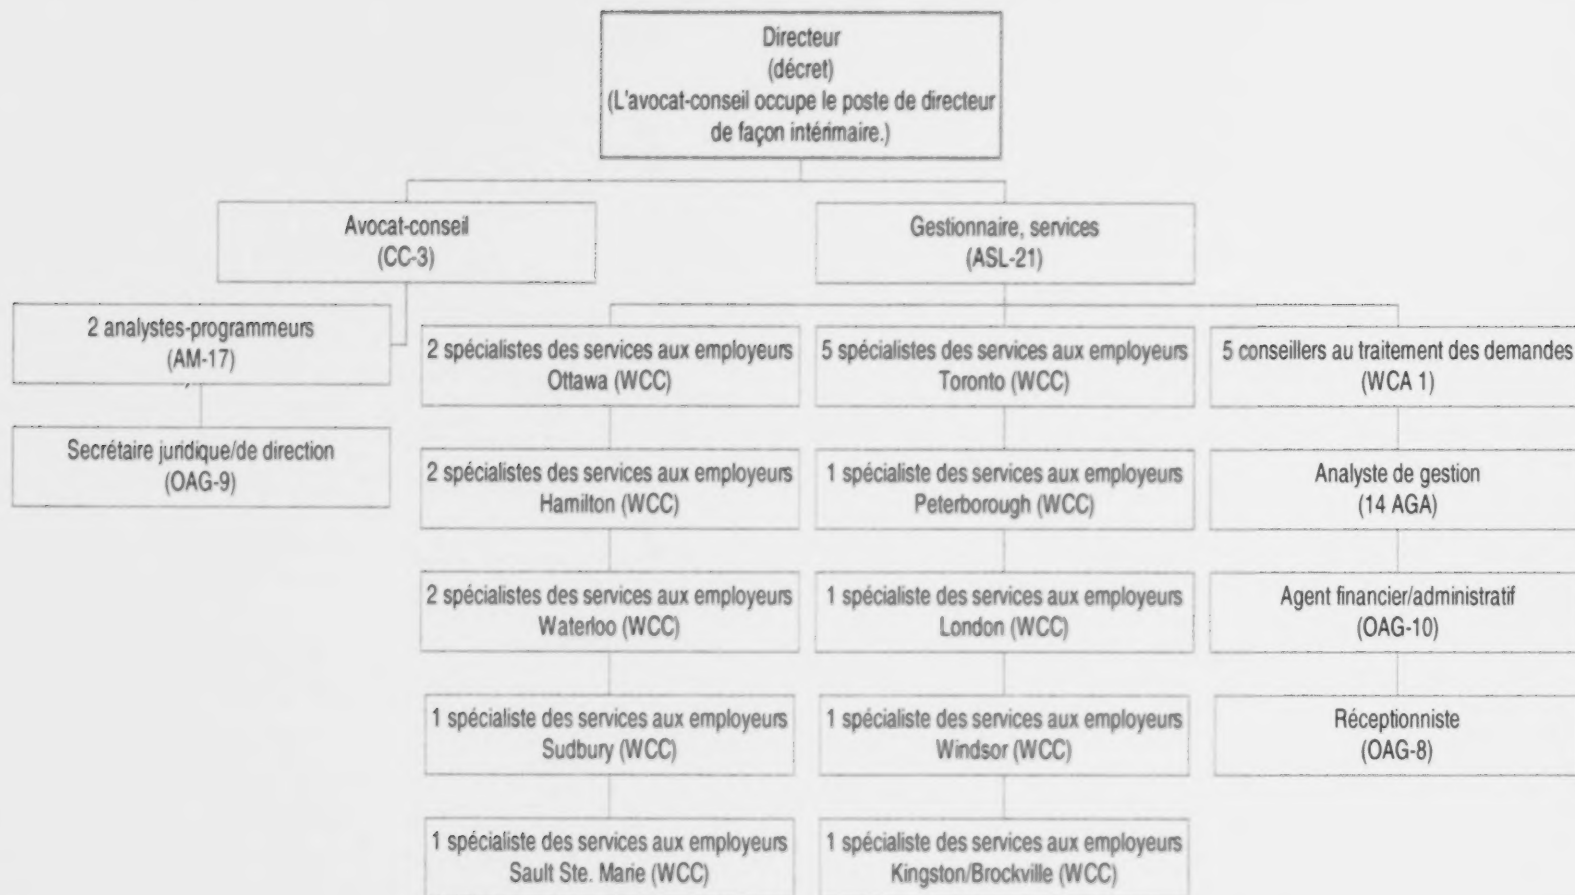 Directeur
(décret)
(L'avocat-conseil occupe le poste de directeur
de façon intérimaire.)
Avocat-conseil
(CC-3)
Gestionnaire, services
(ASL-21)
2 analystes-programmeurs
(AM-17)
Secrétaire juridique/de direction
(OAG-9)
2 spécialistes des services aux employeurs
Ottawa (WCC)
2 spécialistes des services aux employeurs
Hamilton (WCC)
2 spécialistes des services aux employeurs
Waterloo (WCC)
1 spécialiste des services aux employeurs
Sudbury (WCC)
1 spécialiste des services aux employeurs
Sault Ste. Marie (WCC)
5 spécialistes des services aux employeurs
Toronto (WCC)
1 spécialiste des services aux employeurs
Peterborough (WCC)
1 spécialiste des services aux employeurs
London (WCC)
1 spécialiste des services aux employeurs
Windsor (WCC)
1 spécialiste des services aux employeurs
Kingston/Brockville (WCC)
5 conseillers au traitement des demandes
(WCA 1)
Analyste de gestion
(14 AGA)
Agent financier/administratif
(OAG-10)
Réceptionniste
(OAG-8)